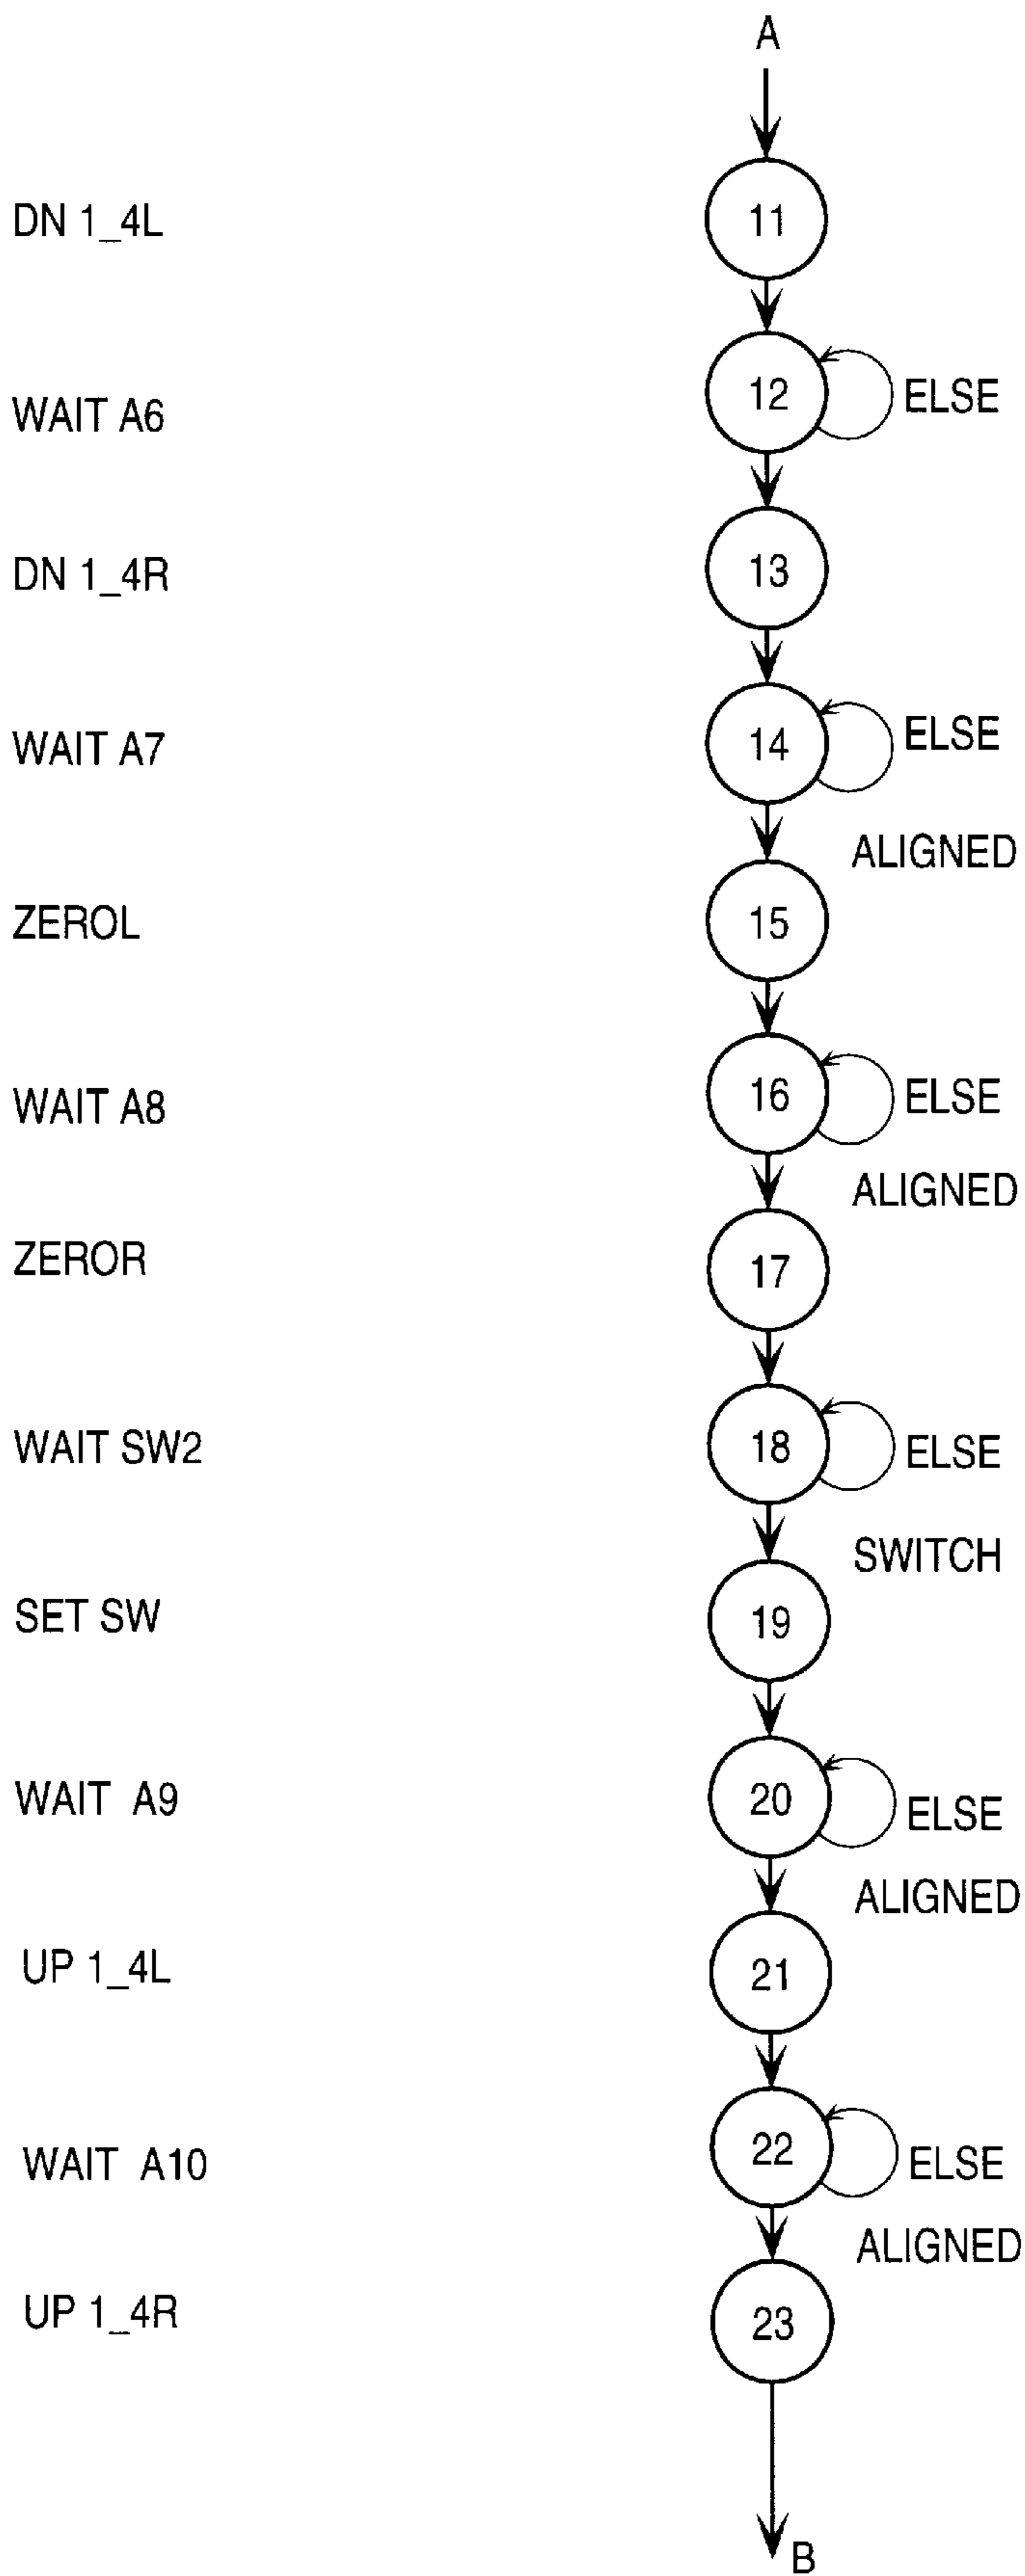 A
DN 1_4L 11
WAIT A6 12 ELSE
DN 1_4R 13
WAIT A7 14 ELSE
ALIGNED
ZEROL 15
WAIT A8 16 ELSE
ALIGNED
ZEROR 17
WAIT SW2 18 ELSE
SWITCH
SET SW 19
WAIT A9 20 ELSE
ALIGNED
UP 1_4L 21
WAIT A10 22 ELSE
ALIGNED
UP 1_4R 23
B